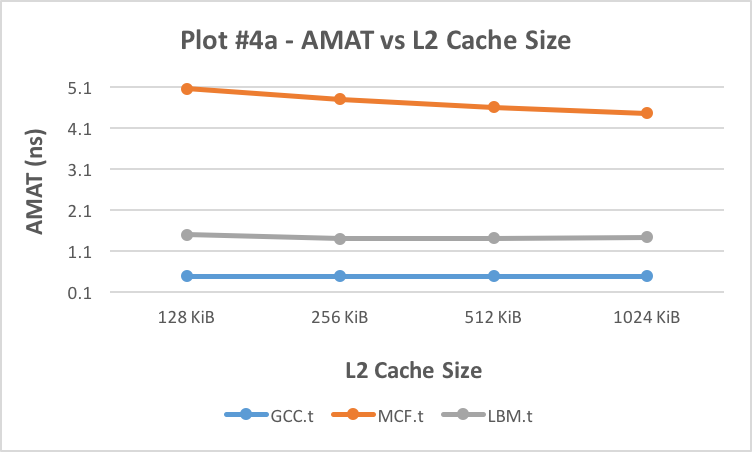 Plot #4a - AMAT vs L2 Cache Size
AMAT (ns)
5.1
4.1
3.1
2.1
1.1
0.1
128 KiB 256 KiB 512 KiB 1024 KiB
L2 Cache Size
GCC.t MCF.t LBM.t